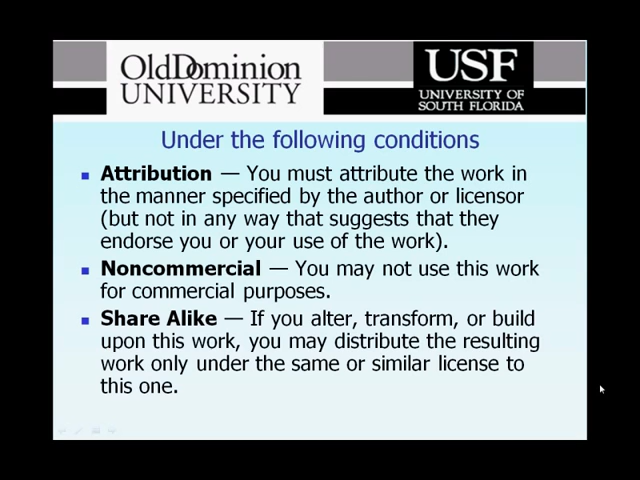 OldDominion
UNIVERSITY
USF
UNIVERSITY OF
SOUTH FLORIDA
Under the following conditions
Attribution — You must attribute the work in
the manner specified by the author or licensor
(but not in any way that suggests that they
endorse you or your use of the work).
Noncommercial — You may not use this work
for commercial purposes.
Share Alike — If you alter, transform, or build
upon this work, you may distribute the resulting
work only under the same or similar license to
this one.